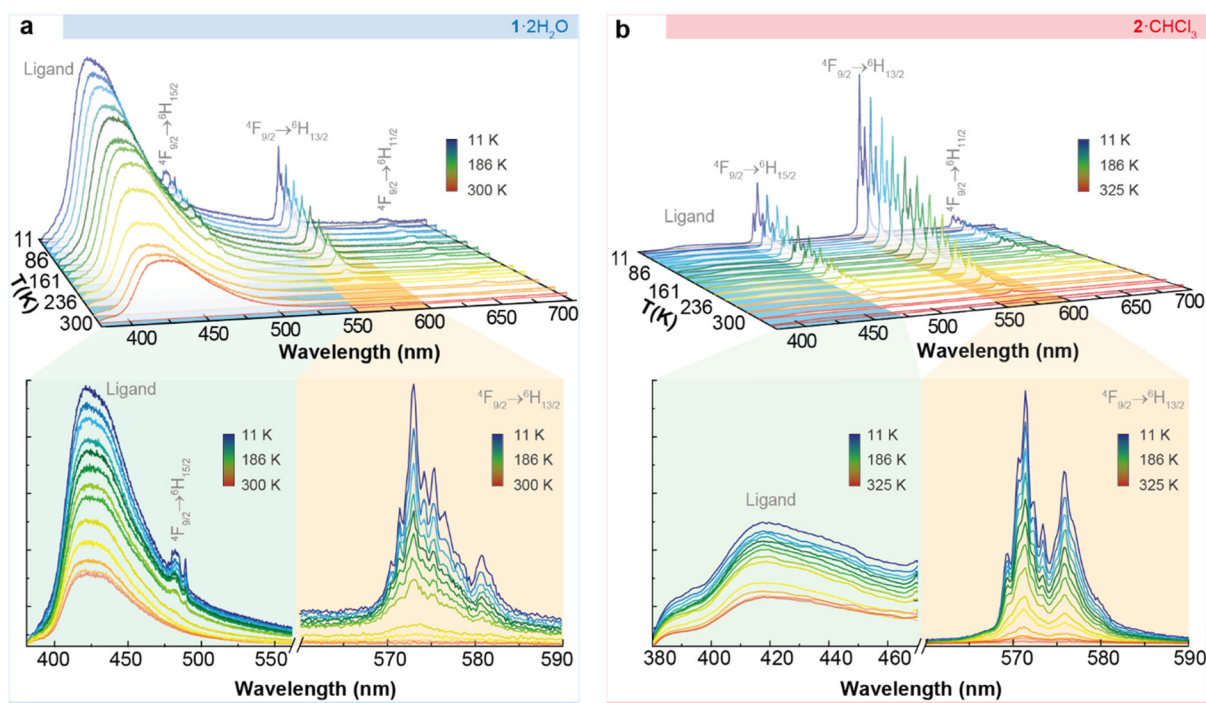 a
1·2H₂O
Ligand
⁴F₉/₂→⁶H₁₅/₂
⁴F₉/₂→⁶H₁₃/₂
⁴F₉/₂→⁶H₁₁/₂
11 K
186 K
300 K
11
86
161
236
300
T(K)
400
450
500
550
600
650
700
Wavelength (nm)
Ligand
⁴F₉/₂→⁶H₁₅/₂
11 K
186 K
300 K
⁴F₉/₂→⁶H₁₃/₂
11 K
186 K
300 K
400 450 500 550 570 580 590
Wavelength (nm)
b
2·CHCl₃
Ligand
⁴F₉/₂→⁶H₁₅/₂
⁴F₉/₂→⁶H₁₃/₂
⁴F₉/₂→⁶H₁₁/₂
11 K
186 K
325 K
11
86
161
236
300
T(K)
400
450
500
550
600
650
700
Wavelength (nm)
Ligand
11 K
186 K
325 K
⁴F₉/₂→⁶H₁₃/₂
11 K
186 K
325 K
380 400 420 440 460 570 580 590
Wavelength (nm)